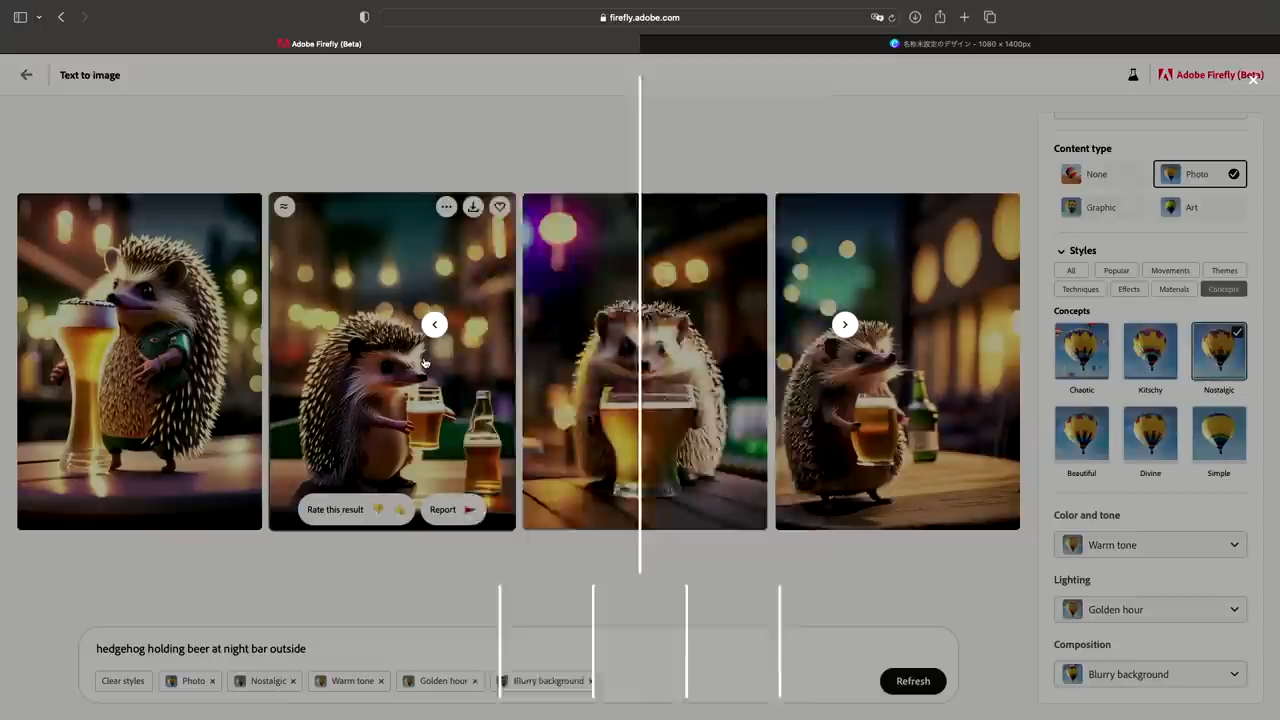 firefly.adobe.com
Adobe Firefly (Beta)
名称未設定のデザイン - 1080 × 1400px
Text to image
Adobe Firefly (Beta)
Content type
None
Photo
Graphic
Art
Styles
All
Popular
Movements
Themes
Techniques
Effects
Materials
Concepts
Concepts
Chaotic
Kitschy
Nostalgic
Beautiful
Divine
Simple
Color and tone
Warm tone
Lighting
Golden hour
Composition
Blurry background
Rate this result
Report
hedgehog holding beer at night bar outside
Clear styles
Photo ×
Nostalgic ×
Warm tone ×
Golden hour ×
Blurry background ×
Refresh